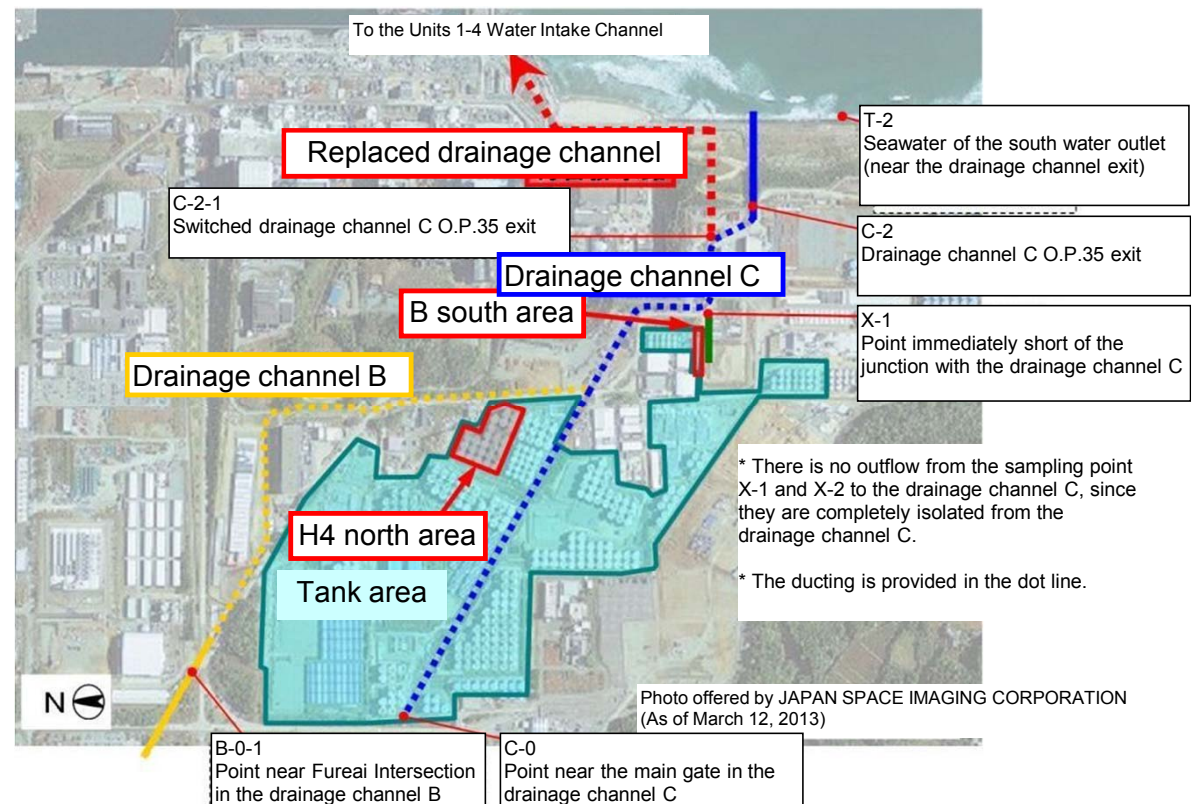 To the Units 1-4 Water Intake Channel
T-2
Seawater of the south water outlet
(near the drainage channel exit)
Replaced drainage channel
C-2-1
Switched drainage channel C O.P.35 exit
C-2
Drainage channel C O.P.35 exit
Drainage channel C
B south area
X-1
Point immediately short of the
junction with the drainage channel C
Drainage channel B
* There is no outflow from the sampling point
X-1 and X-2 to the drainage channel C, since
they are completely isolated from the
drainage channel C.
* The ducting is provided in the dot line.
H4 north area
Tank area
N
Photo offered by JAPAN SPACE IMAGING CORPORATION
(As of March 12, 2013)
B-0-1
Point near Fureai Intersection
in the drainage channel B
C-0
Point near the main gate in the
drainage channel C